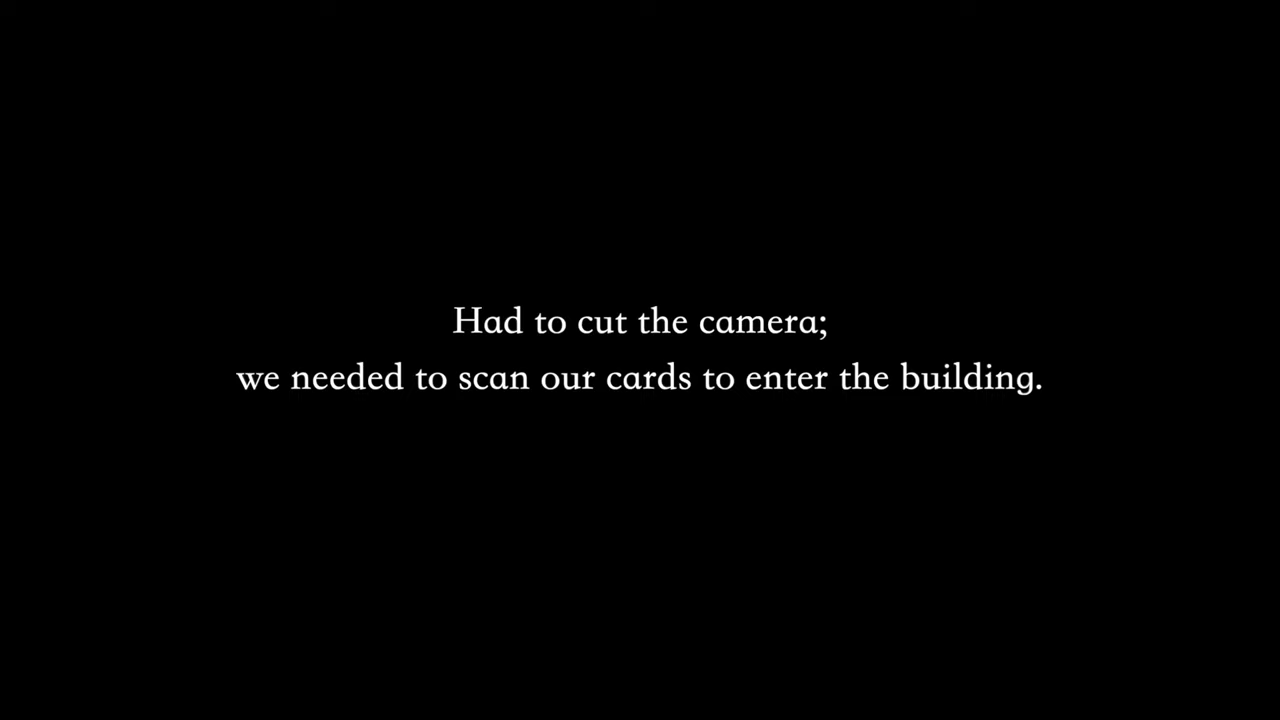 Had to cut the camera;
we needed to scan our cards to enter the building.